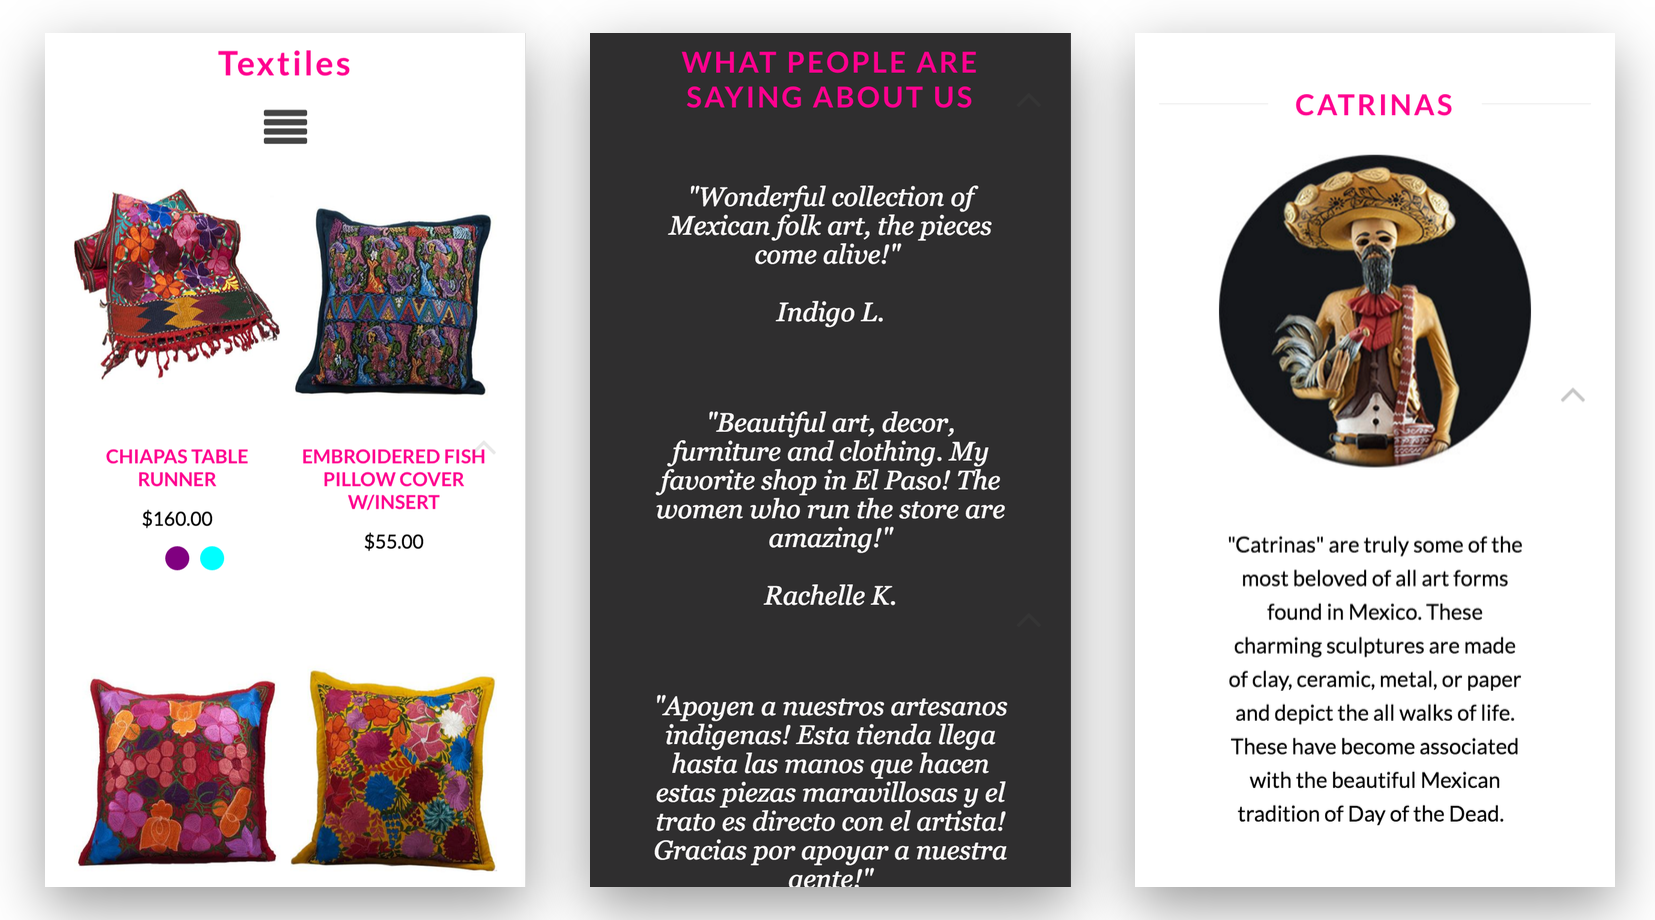 Textiles
CHIAPAS TABLE
RUNNER
$160.00
EMBROIDERED FISH
PILLOW COVER
W/INSERT
$55.00
WHAT PEOPLE ARE
SAYING ABOUT US
"Wonderful collection of
Mexican folk art, the pieces
come alive!"
Indigo L.
"Beautiful art, decor,
furniture and clothing. My
favorite shop in El Paso! The
women who run the store are
amazing!"
Rachelle K.
"Apoyen a nuestros artesanos
indigenas! Esta tienda llega
hasta las manos que hacen
estas piezas maravillosas y el
trato es directo con el artista!
Gracias por apoyar a nuestra
gente!"
CATRINAS
"Catrinas" are truly some of the
most beloved of all art forms
found in Mexico. These
charming sculptures are made
of clay, ceramic, metal, or paper
and depict the all walks of life.
These have become associated
with the beautiful Mexican
tradition of Day of the Dead.